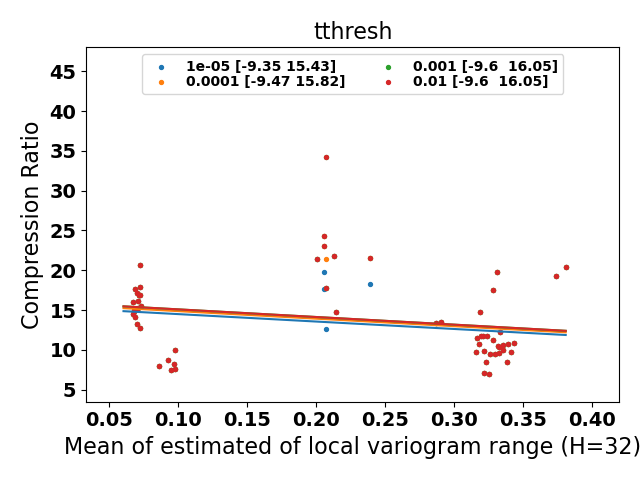 tthresh
1e-05 [-9.35 15.43]
0.0001 [-9.47 15.82]
0.001 [-9.6  16.05]
0.01 [-9.6  16.05]
Compression Ratio
45
40
35
30
25
20
15
10
5
0.05 0.10 0.15 0.20 0.25 0.30 0.35 0.40
Mean of estimated of local variogram range (H=32)